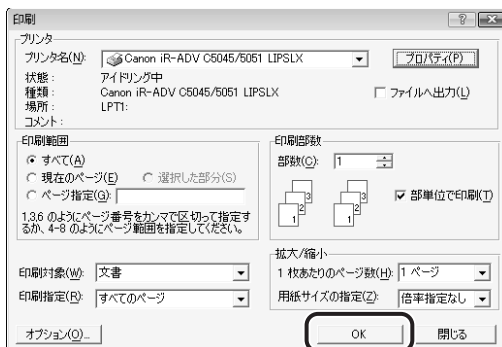 印刷
プリンタ
プリンタ名(N): Canon iR-ADV C5045/5051 LIPSLX プロパティ(P)
状態： アイドリング中
種類： Canon iR-ADV C5045/5051 LIPSLX
場所： LPT1:
コメント：
ファイルへ出力(L)
印刷範囲
すべて(A)
現在のページ(E) 選択した部分(S)
ページ指定(G):
1,3,6 のようにページ番号をカンマで区切って指定す
るか、4-8 のようにページ範囲を指定してください。
印刷部数
部数(C): 1
1 2 3 1 2 3
部単位で印刷(T)
印刷対象(W): 文書
印刷指定(R): すべてのページ
拡大/縮小
1 枚あたりのページ数(H): 1 ページ
用紙サイズの指定(Z): 倍率指定なし
オプション(O)... OK 閉じる